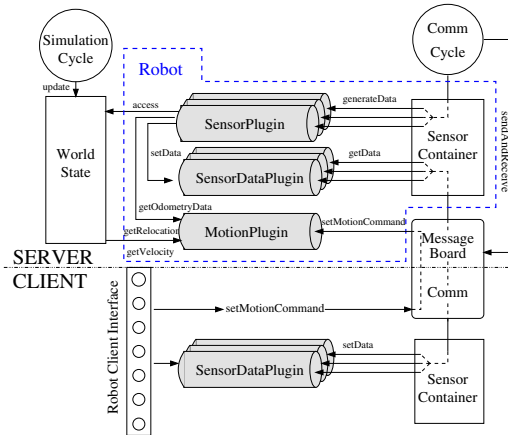 Simulation
Cycle
Comm
Cycle
Robot
update
access
generateData
SensorPlugin
World
State
setData
getData
Sensor
Container
sendAndReceive
SensorDataPlugin
getOdometryData
setMotionCommand
getRelocation
MotionPlugin
Message
Board
getVelocity
SERVER
CLIENT
Comm
Robot Client Interface
setMotionCommand
setData
SensorDataPlugin
Sensor
Container